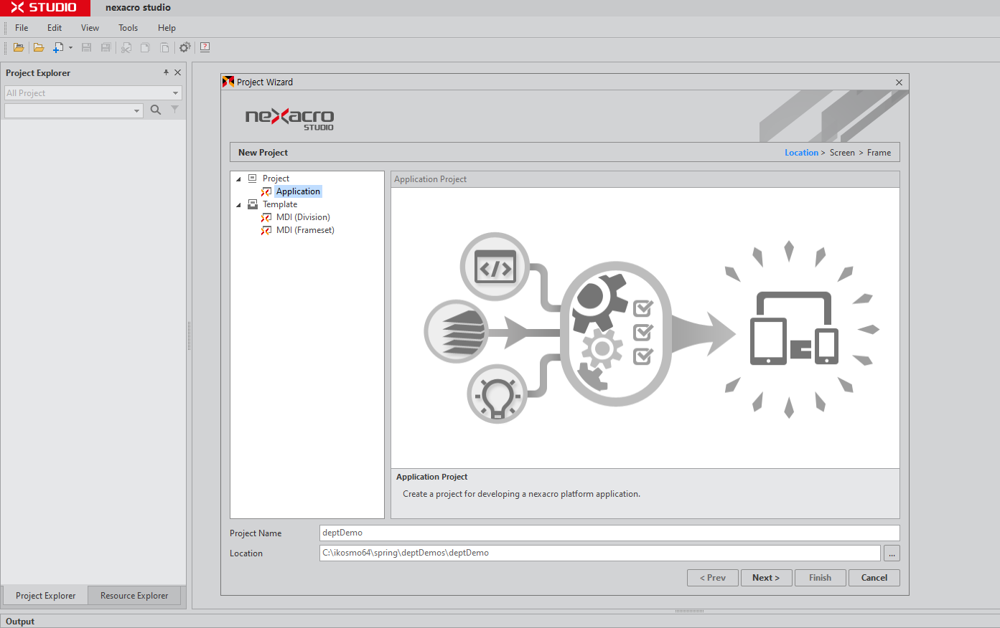 STUDIO nexacro studio
File Edit View Tools Help
Project Explorer
All Project
Project Wizard
nexacro
STUDIO
New Project
Location > Screen > Frame
Project
Application
Template
MDI (Division)
MDI (Frameset)
Application Project
</>
Application Project
Create a project for developing a nexacro platform application.
Project Name
deptDemo
Location
C:\ikosmo64\spring\deptDemos\deptDemo
...
< Prev
Next >
Finish
Cancel
Project Explorer
Resource Explorer
Output